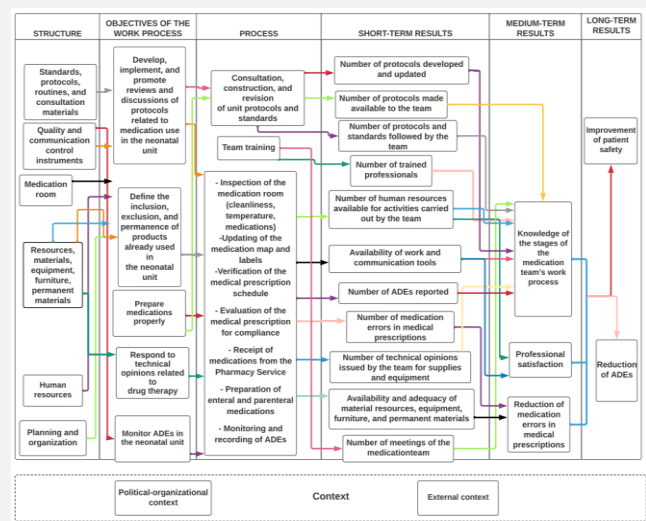 STRUCTURE
OBJECTIVES OF THE
WORK PROCESS
PROCESS
SHORT-TERM RESULTS
MEDIUM-TERM
RESULTS
LONG-TERM
RESULTS
Standards,
protocols,
routines, and
consultation
materials
Quality and
communication
control
instruments
Medication
room
Resources,
materials,
equipment,
furniture,
permanent
materials
Human
resources
Planning and
organization
Develop,
implement, and
promote
reviews and
discussions of
protocols
related to
medication use
in the neonatal
unit
Define the
inclusion,
exclusion, and
permanence of
products
already used
in
the neonatal
unit
Prepare
medications
properly
Respond to
technical
opinions related
to
drug therapy
Monitor ADEs in
the neonatal unit
Consultation,
construction, and
revision
of unit protocols and
standards
Team training
- Inspection of the
medication room
(cleanliness,
temperature,
medications)
-Updating of the
medication map and
labels
-Verification of the
medical prescription
schedule
- Evaluation of the
medical prescription
for compliance
- Receipt of
medications from the
Pharmacy Service
- Preparation of
enteral and parenteral
medications
- Monitoring and
recording of ADEs
Number of protocols developed
and updated
Number of protocols made
available to the team
Number of protocols and
standards followed by the
team
Number of trained
professionals
Number of human resources
available for activities carried
out by the team
Availability of work and
communication tools
Number of ADEs reported
Number of medication
errors in medical
prescriptions
Number of technical opinions
issued by the team for supplies
and equipment
Availability and adequacy of
material resources, equipment,
furniture, and permanent materials
Number of meetings of the
medicationteam
Knowledge of
the stages of
the
medication
team's work
process
Professional
satisfaction
Reduction of
medication
errors in
medical
prescriptions
Improvement
of patient
safety
Reduction
of ADEs
Political-organizational
context
Context
External context